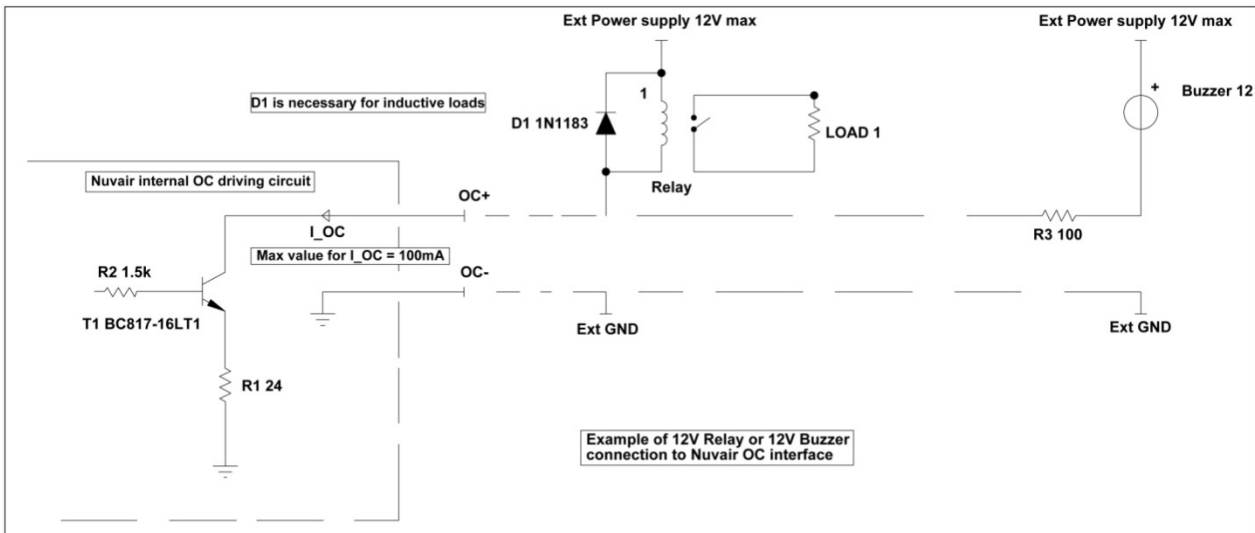 Ext Power supply 12V max
Ext Power supply 12V max
D1 is necessary for inductive loads
1
+
Buzzer 12
D1 1N1183
LOAD 1
Relay
Nuvair internal OC driving circuit
OC+
I_OC
R3 100
Max value for I_OC = 100mA
OC-
R2 1.5k
T1 BC817-16LT1
Ext GND
Ext GND
R1 24
Example of 12V Relay or 12V Buzzer
connection to Nuvair OC interface